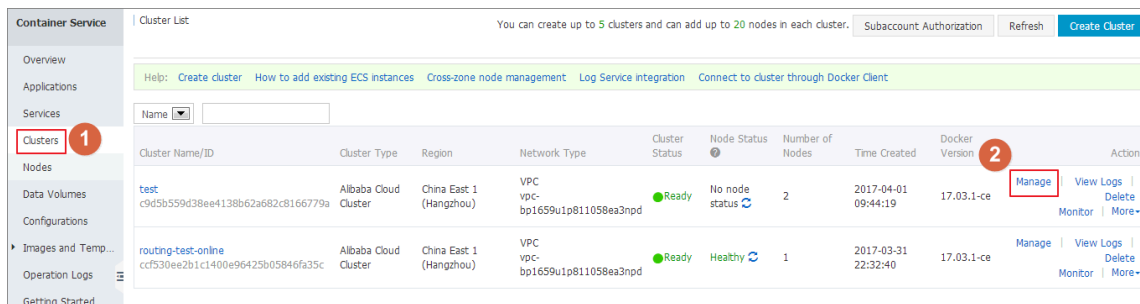 Container Service
Overview
Applications
Services
Clusters
1
Nodes
Data Volumes
Configurations
Images and Temp...
Operation Logs
Getting Started
Cluster List
You can create up to 5 clusters and can add up to 20 nodes in each cluster.
Subaccount Authorization
Refresh
Create Cluster
Help: Create cluster How to add existing ECS instances Cross-zone node management Log Service integration Connect to cluster through Docker Client
Name
Cluster Name/ID
Cluster Type
Region
Network Type
Cluster
Status
Node Status
Number of
Nodes
Time Created
Docker
Version
2
Action
test
c9d5b559d38ee4138b62a682c8166779a
Alibaba Cloud
Cluster
China East 1
(Hangzhou)
VPC
vpc-
bp1659u1p811058ea3npd
Ready
No node
status
2
2017-04-01
09:44:19
17.03.1-ce
Manage | View Logs |
Delete
Monitor | More
routing-test-online
ccf530ee2b1c1400e96425b05846fa35c
Alibaba Cloud
Cluster
China East 1
(Hangzhou)
VPC
vpc-
bp1659u1p811058ea3npd
Ready
Healthy
1
2017-03-31
22:32:40
17.03.1-ce
Manage | View Logs |
Delete
Monitor | More